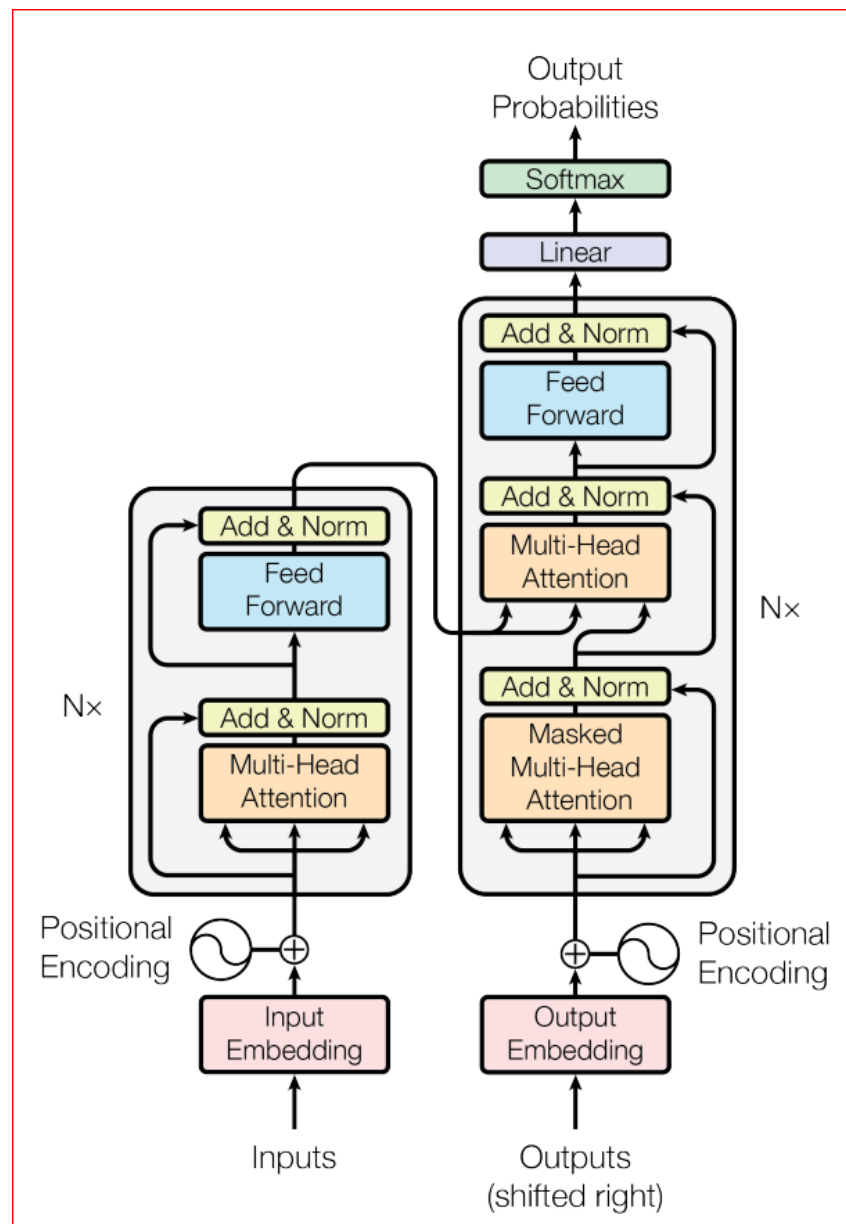 Output
Probabilities
Softmax
Linear
Add & Norm
Feed
Forward
Add & Norm
Multi-Head
Attention
Add & Norm
Masked
Multi-Head
Attention
N×
Add & Norm
Feed
Forward
Add & Norm
Multi-Head
Attention
N×
Positional
Encoding
Input
Embedding
Inputs
Positional
Encoding
Output
Embedding
Outputs
(shifted right)